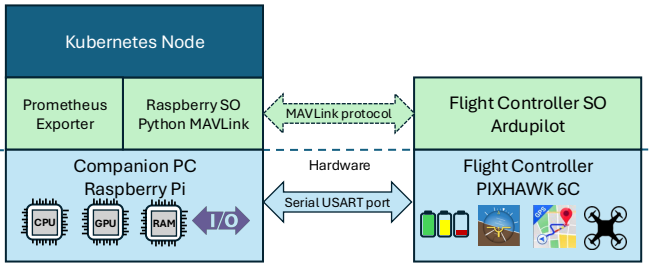 Kubernetes Node
Prometheus
Exporter
Raspberry SO
Python MAVLink
MAVLink protocol
Flight Controller SO
Ardupilot
Companion PC
Raspberry Pi
CPU
GPU
RAM
I/O
Hardware
Serial USART port
Flight Controller
PIXHAWK 6C
GPS